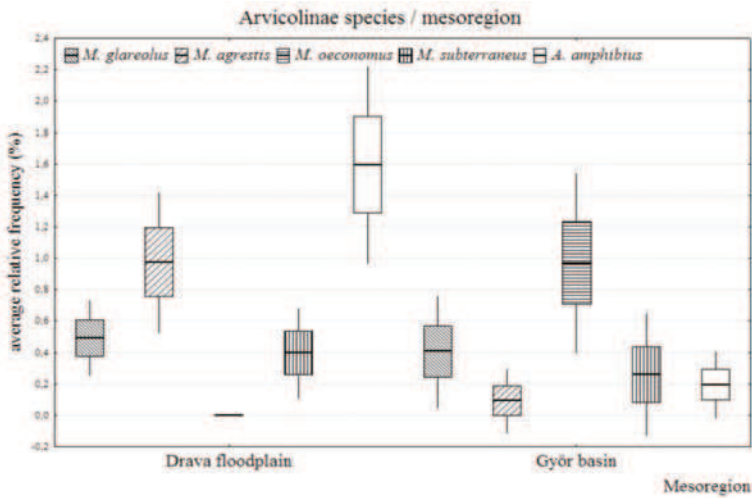 Arvicolinae species / mesoregion
2,4
M. glareolus M. agrestis M. oeconomus M. subterraneus A. amphibius
2,2
2,0
1,8
1,6
1,4
1,2
1,0
0,8
0,6
0,4
0,2
0,0
-0,2
average relative frequency (%)
Drava floodplain Györ basin
Mesoregion